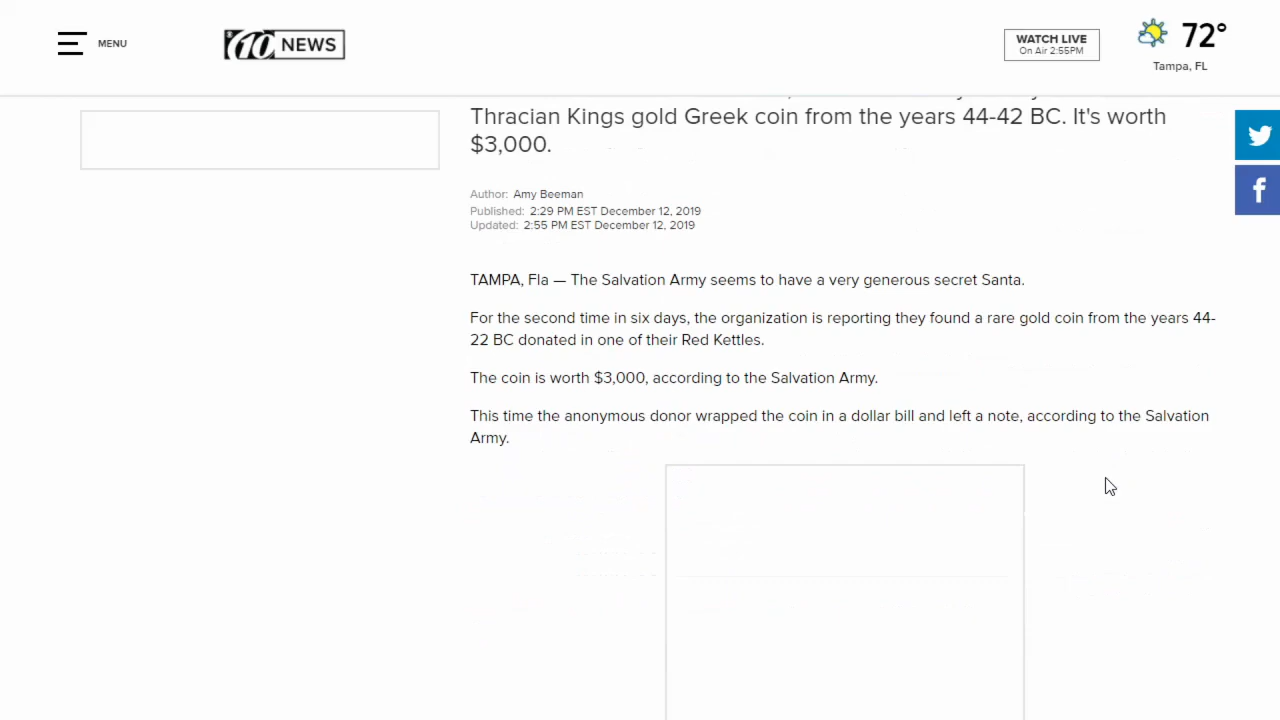 MENU
10 NEWS
WATCH LIVE
On Air 2:55PM
72°
Tampa, FL
Thracian Kings gold Greek coin from the years 44-42 BC. It's worth
$3,000.
Author: Amy Beeman
Published: 2:29 PM EST December 12, 2019
Updated: 2:55 PM EST December 12, 2019
TAMPA, Fla — The Salvation Army seems to have a very generous secret Santa.
For the second time in six days, the organization is reporting they found a rare gold coin from the years 44-
22 BC donated in one of their Red Kettles.
The coin is worth $3,000, according to the Salvation Army.
This time the anonymous donor wrapped the coin in a dollar bill and left a note, according to the Salvation
Army.